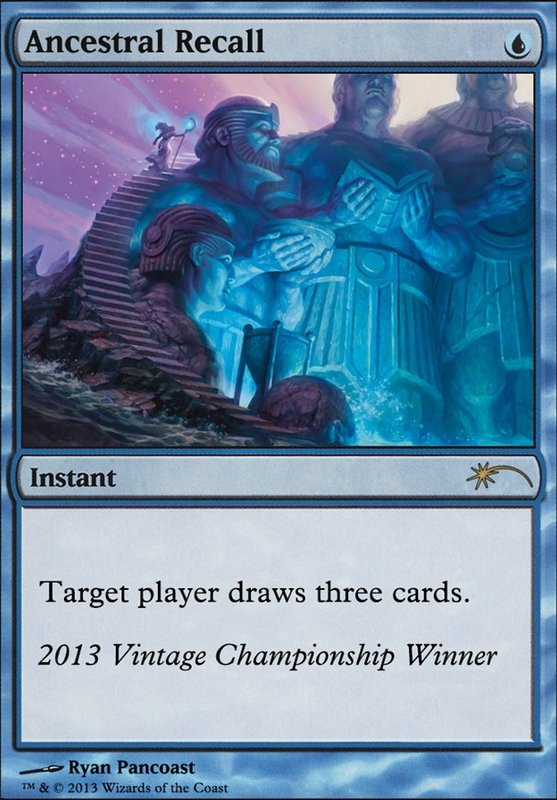 Ancestral Recall
Instant
Target player draws three cards.
2013 Vintage Championship Winner
Ryan Pancoast
™ & © 2013 Wizards of the Coast